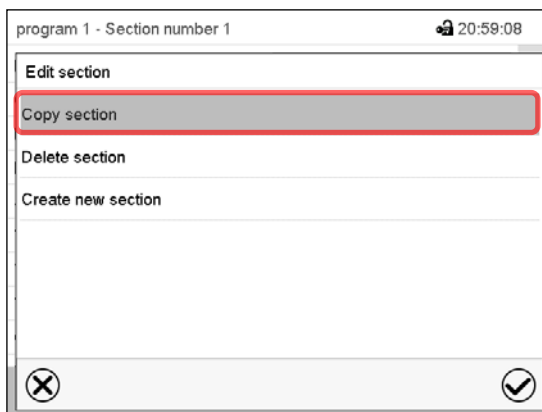 program 1 - Section number 1 20:59:08
Edit section
Copy section
Delete section
Create new section